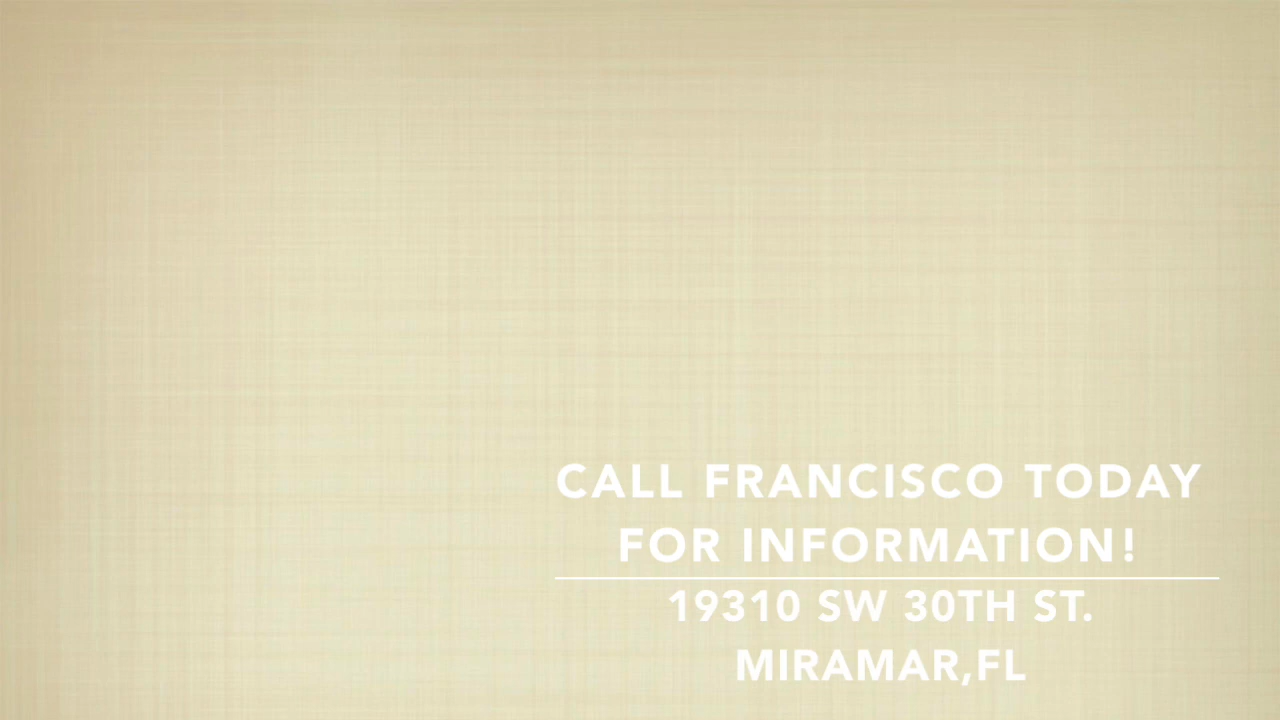 CALL FRANCISCO TODAY
FOR INFORMATION!
19310 SW 30TH ST.
MIRAMAR,FL